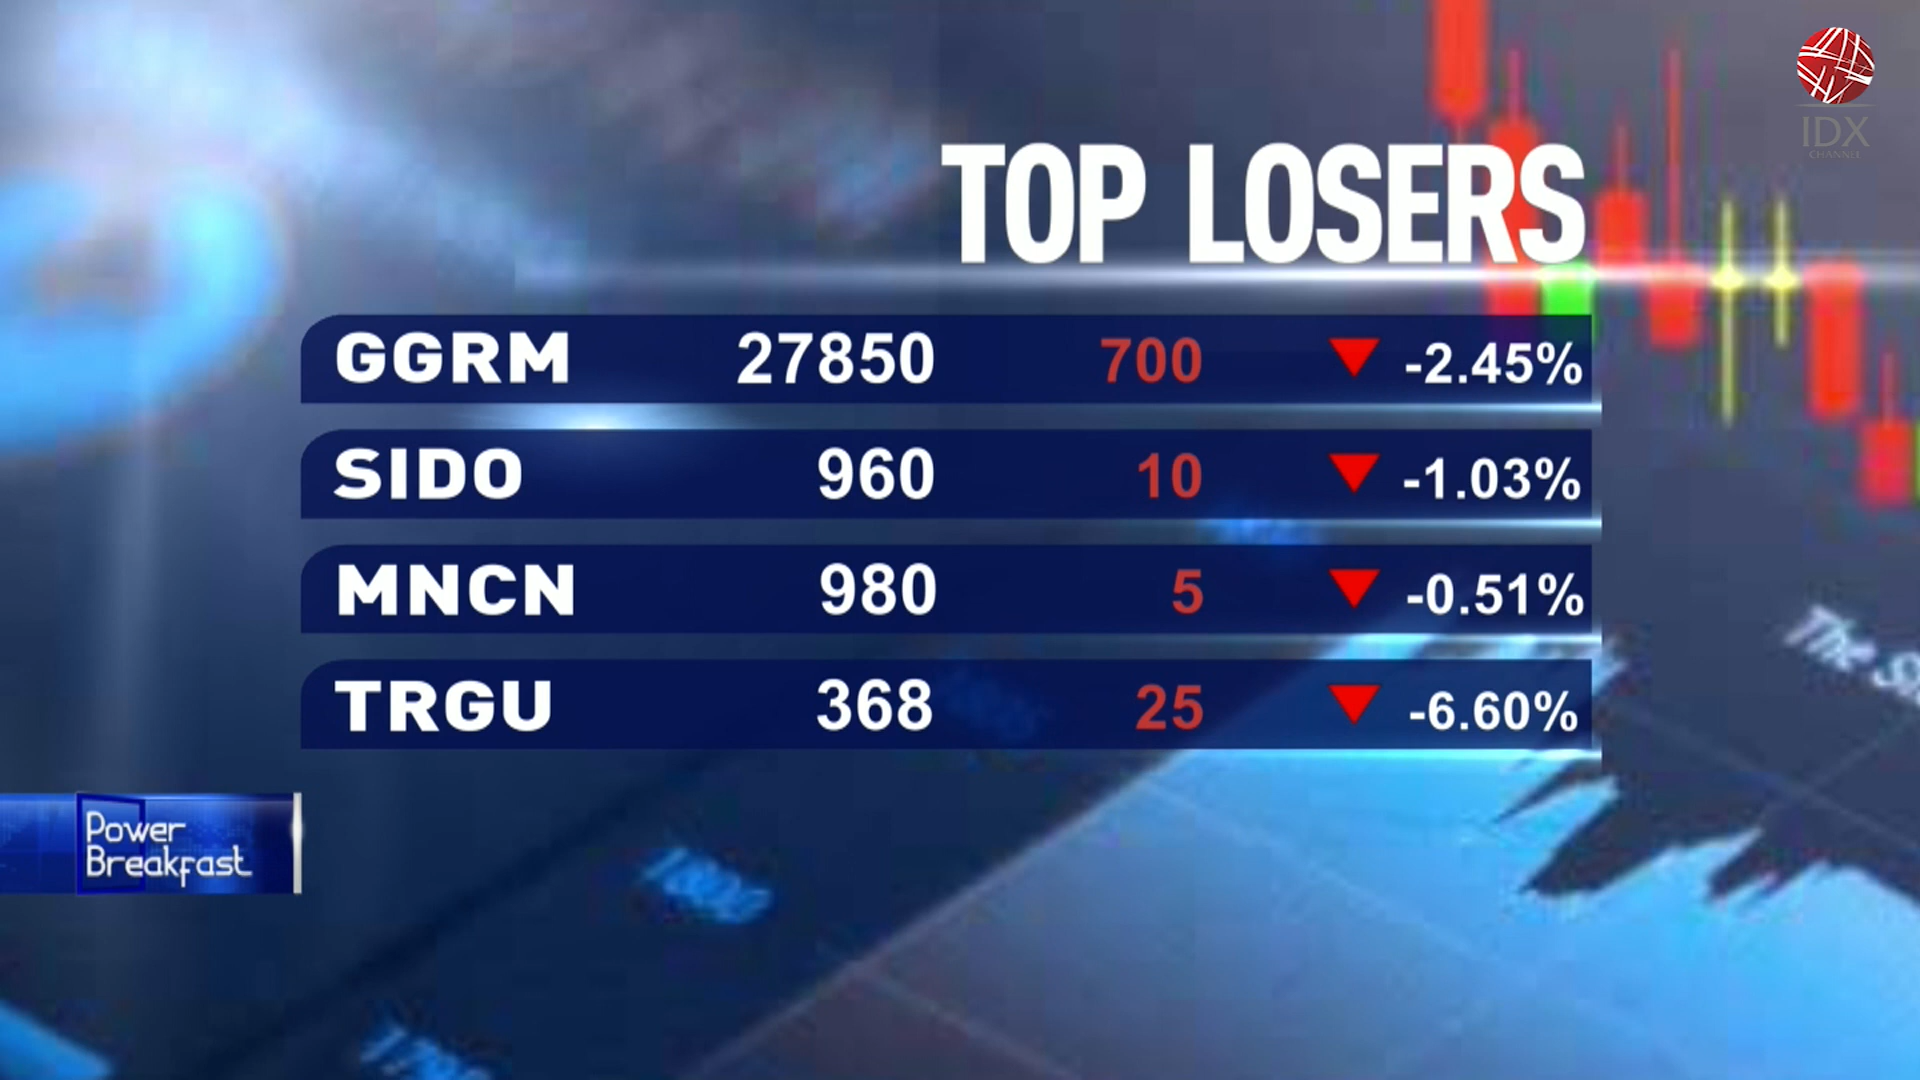 IDX
CHANNEL
TOP LOSERS
GGRM 27850 700 ▼ -2.45%
SIDO 960 10 ▼ -1.03%
MNCN 980 5 ▼ -0.51%
TRGU 368 25 ▼ -6.60%
The
Power
Breakfast